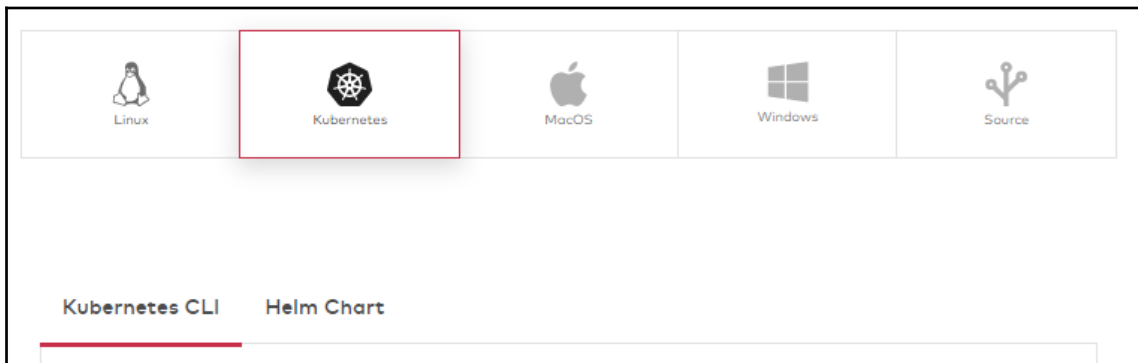 Linux
Kubernetes
MacOS
Windows
Source
Kubernetes CLI
Helm Chart